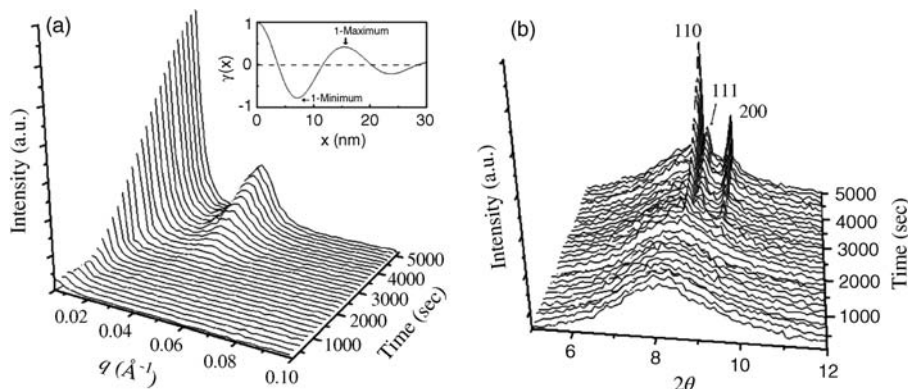 (a)
Intensity (a.u.)
0.02
0.04
0.06
0.08
0.10
q (Å⁻¹)
1000
2000
3000
4000
5000
Time (sec)
1
0
-1
γ(x)
1-Maximum
1-Minimum
0
10
20
30
x (nm)
(b)
110
111
200
Intensity (a.u.)
6
8
10
12
2θ
5000
4000
3000
2000
1000
Time (sec)